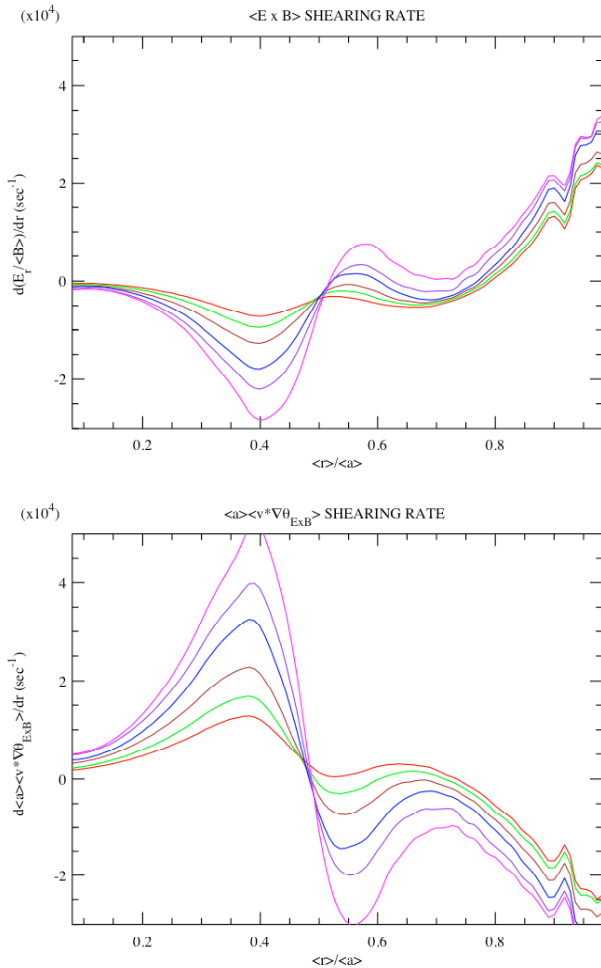 (x10⁴)
<E x B> SHEARING RATE
4
2
0
-2
d(E_r/<B>)/dr (sec⁻¹)
0.2 0.4 0.6 0.8
<r>/<a>
(x10⁴)
<a><v*∇θ_ExB> SHEARING RATE
4
2
0
-2
d<a><v*∇θ_ExB>/dr (sec⁻¹)
0.2 0.4 0.6 0.8
<r>/<a>